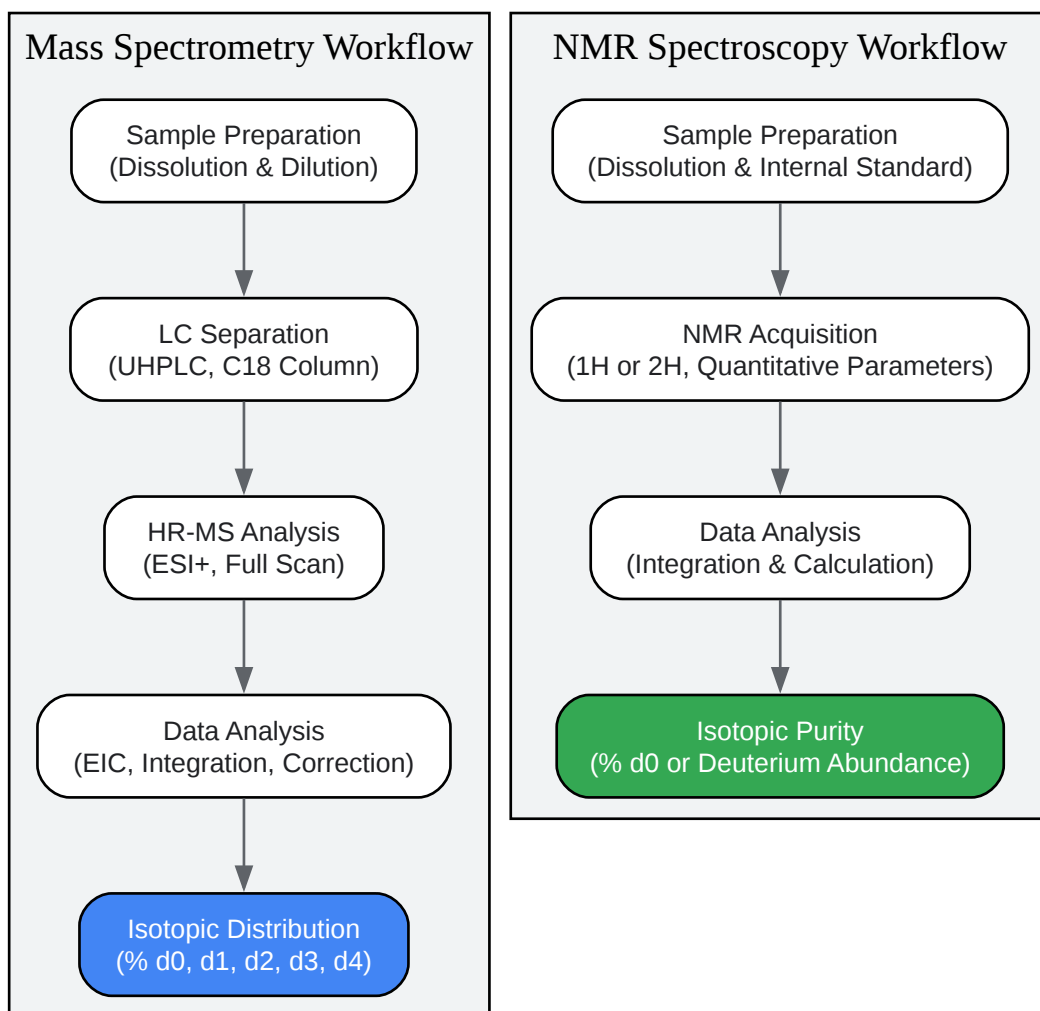 Mass Spectrometry Workflow
Sample Preparation
(Dissolution & Dilution)
LC Separation
(UHPLC, C18 Column)
HR-MS Analysis
(ESI+, Full Scan)
Data Analysis
(EIC, Integration, Correction)
Isotopic Distribution
(% d0, d1, d2, d3, d4)
NMR Spectroscopy Workflow
Sample Preparation
(Dissolution & Internal Standard)
NMR Acquisition
(1H or 2H, Quantitative Parameters)
Data Analysis
(Integration & Calculation)
Isotopic Purity
(% d0 or Deuterium Abundance)